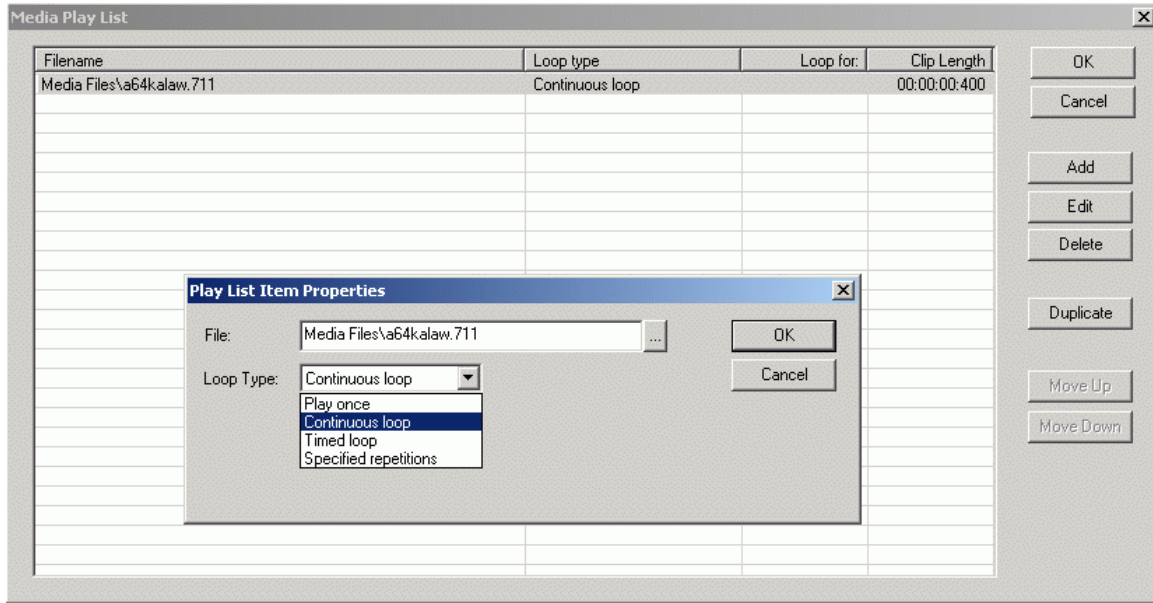 Media Play List
Filename Loop type Loop for: Clip Length
Media Files\a64kalaw.711 Continuous loop 00:00:00:400
OK
Cancel
Add
Edit
Delete
Duplicate
Move Up
Move Down
Play List Item Properties
File: Media Files\a64kalaw.711 ... OK
Loop Type: Continuous loop Cancel
Play once
Continuous loop
Timed loop
Specified repetitions